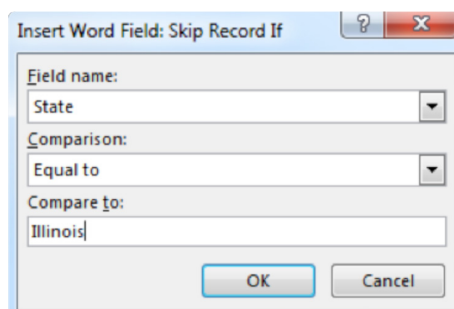 Insert Word Field: Skip Record If
Field name:
State
Comparison:
Equal to
Compare to:
Illinois
OK Cancel